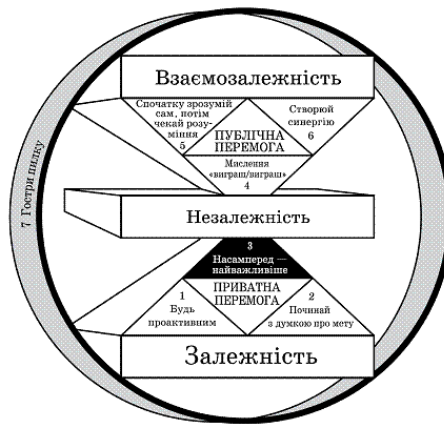 Взаємозалежність
Спочатку зрозумій
сам, потім
чекай розу-
міння
5
ПУБЛІЧНА
ПЕРЕМОГА
Створюй
синергію
6
Мислення
«виграш/виграш»
4
7 Гостри пилку
Незалежність
3
Насамперед —
найважливіше
ПРИВАТНА
ПЕРЕМОГА
1
Будь
проактивним
2
Починай
з думкою про мету
Залежність